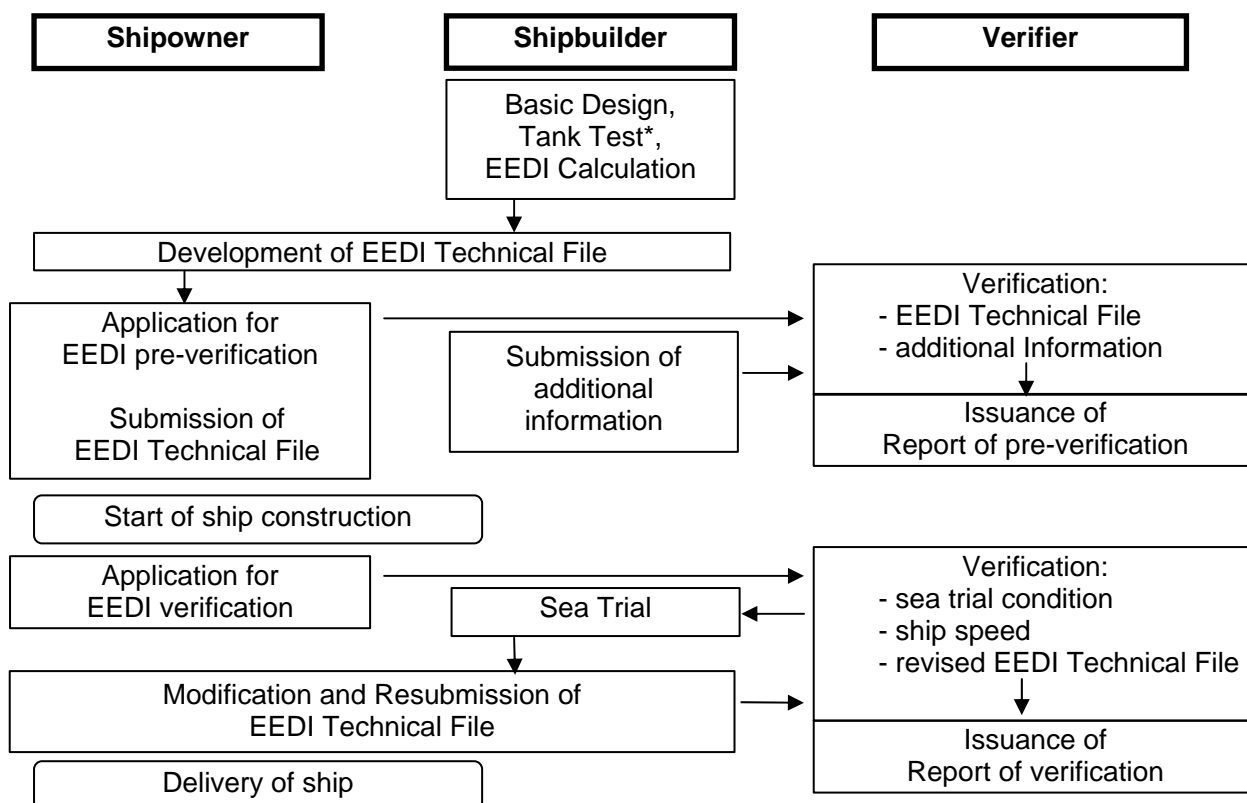 Shipowner
Shipbuilder
Verifier
Basic Design,
Tank Test*,
EEDI Calculation
Development of EEDI Technical File
Application for
EEDI pre-verification
Submission of
EEDI Technical File
Submission of
additional
information
Verification:
- EEDI Technical File
- additional Information
Issuance of
Report of pre-verification
Start of ship construction
Application for
EEDI verification
Sea Trial
Verification:
- sea trial condition
- ship speed
- revised EEDI Technical File
Modification and Resubmission of
EEDI Technical File
Issuance of
Report of verification
Delivery of ship